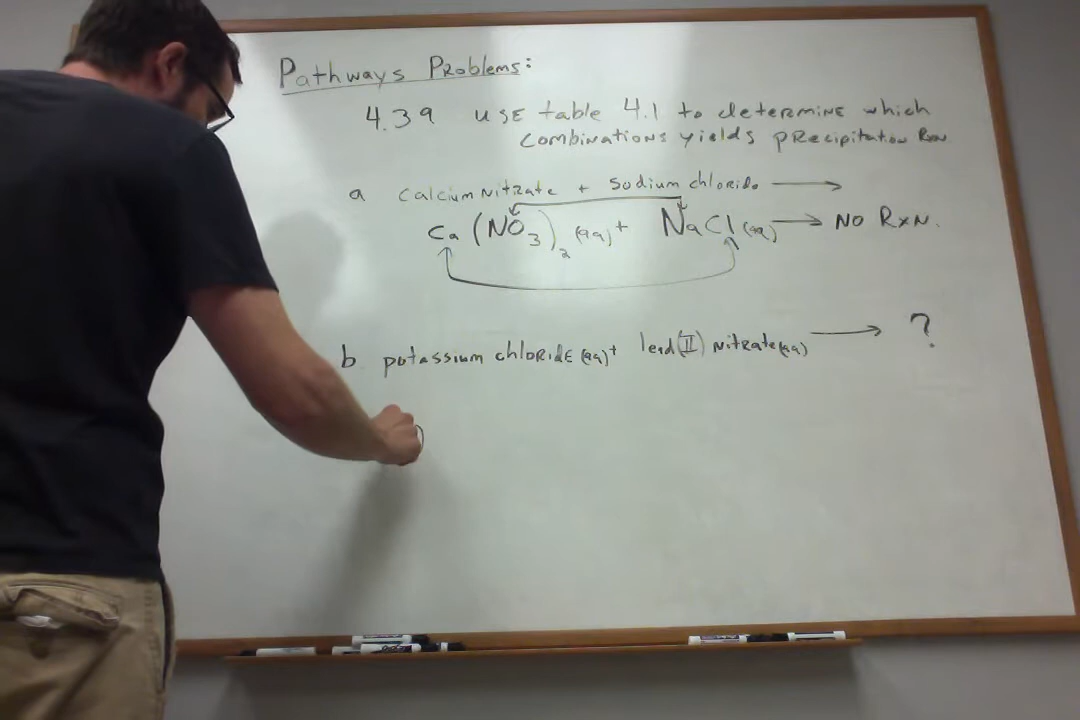 Pathways Problems:
4.39 USE table 4.1 to determine which
combinations yields precipitation Rxn
a calcium nitrate + sodium chloride →
Ca(NO3)2 (aq) + NaCl(aq) → NO RxN.
b potassium chloride (aq) + lead(II) nitrate(aq) → ?